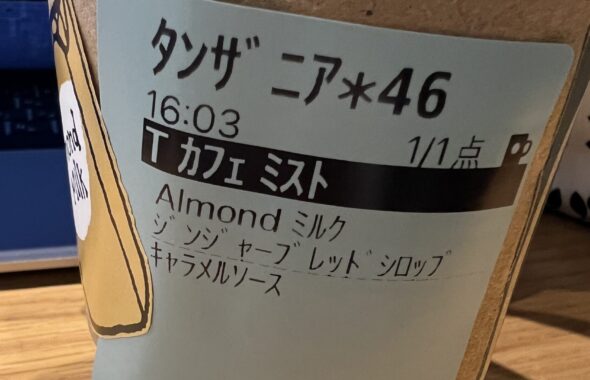 タンザニア*46
16:03
1/1点
T カフェ ミスト
Almond ミルク
ジンジャーブレッドシロップ
キャラメルソース